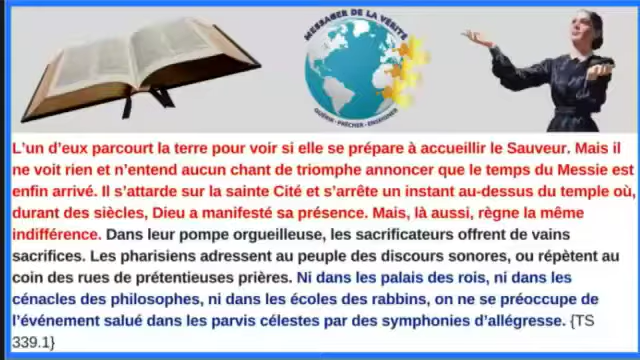 MESSAGER DE LA VÉRITÉ
GUÉRIR - PRÊCHER - ENSEIGNER
L’un d’eux parcourt la terre pour voir si elle se prépare à accueillir le Sauveur. Mais il
ne voit rien et n’entend aucun chant de triomphe annoncer que le temps du Messie est
enfin arrivé. Il s’attarde sur la sainte Cité et s’arrête un instant au-dessus du temple où,
durant des siècles, Dieu a manifesté sa présence. Mais, là aussi, règne la même
indifférence. Dans leur pompe orgueilleuse, les sacrificateurs offrent de vains
sacrifices. Les pharisiens adressent au peuple des discours sonores, ou répètent au
coin des rues de prétentieuses prières. Ni dans les palais des rois, ni dans les
cénacles des philosophes, ni dans les écoles des rabbins, on ne se préoccupe de
l’événement salué dans les parvis célestes par des symphonies d’allégresse. {TS
339.1}